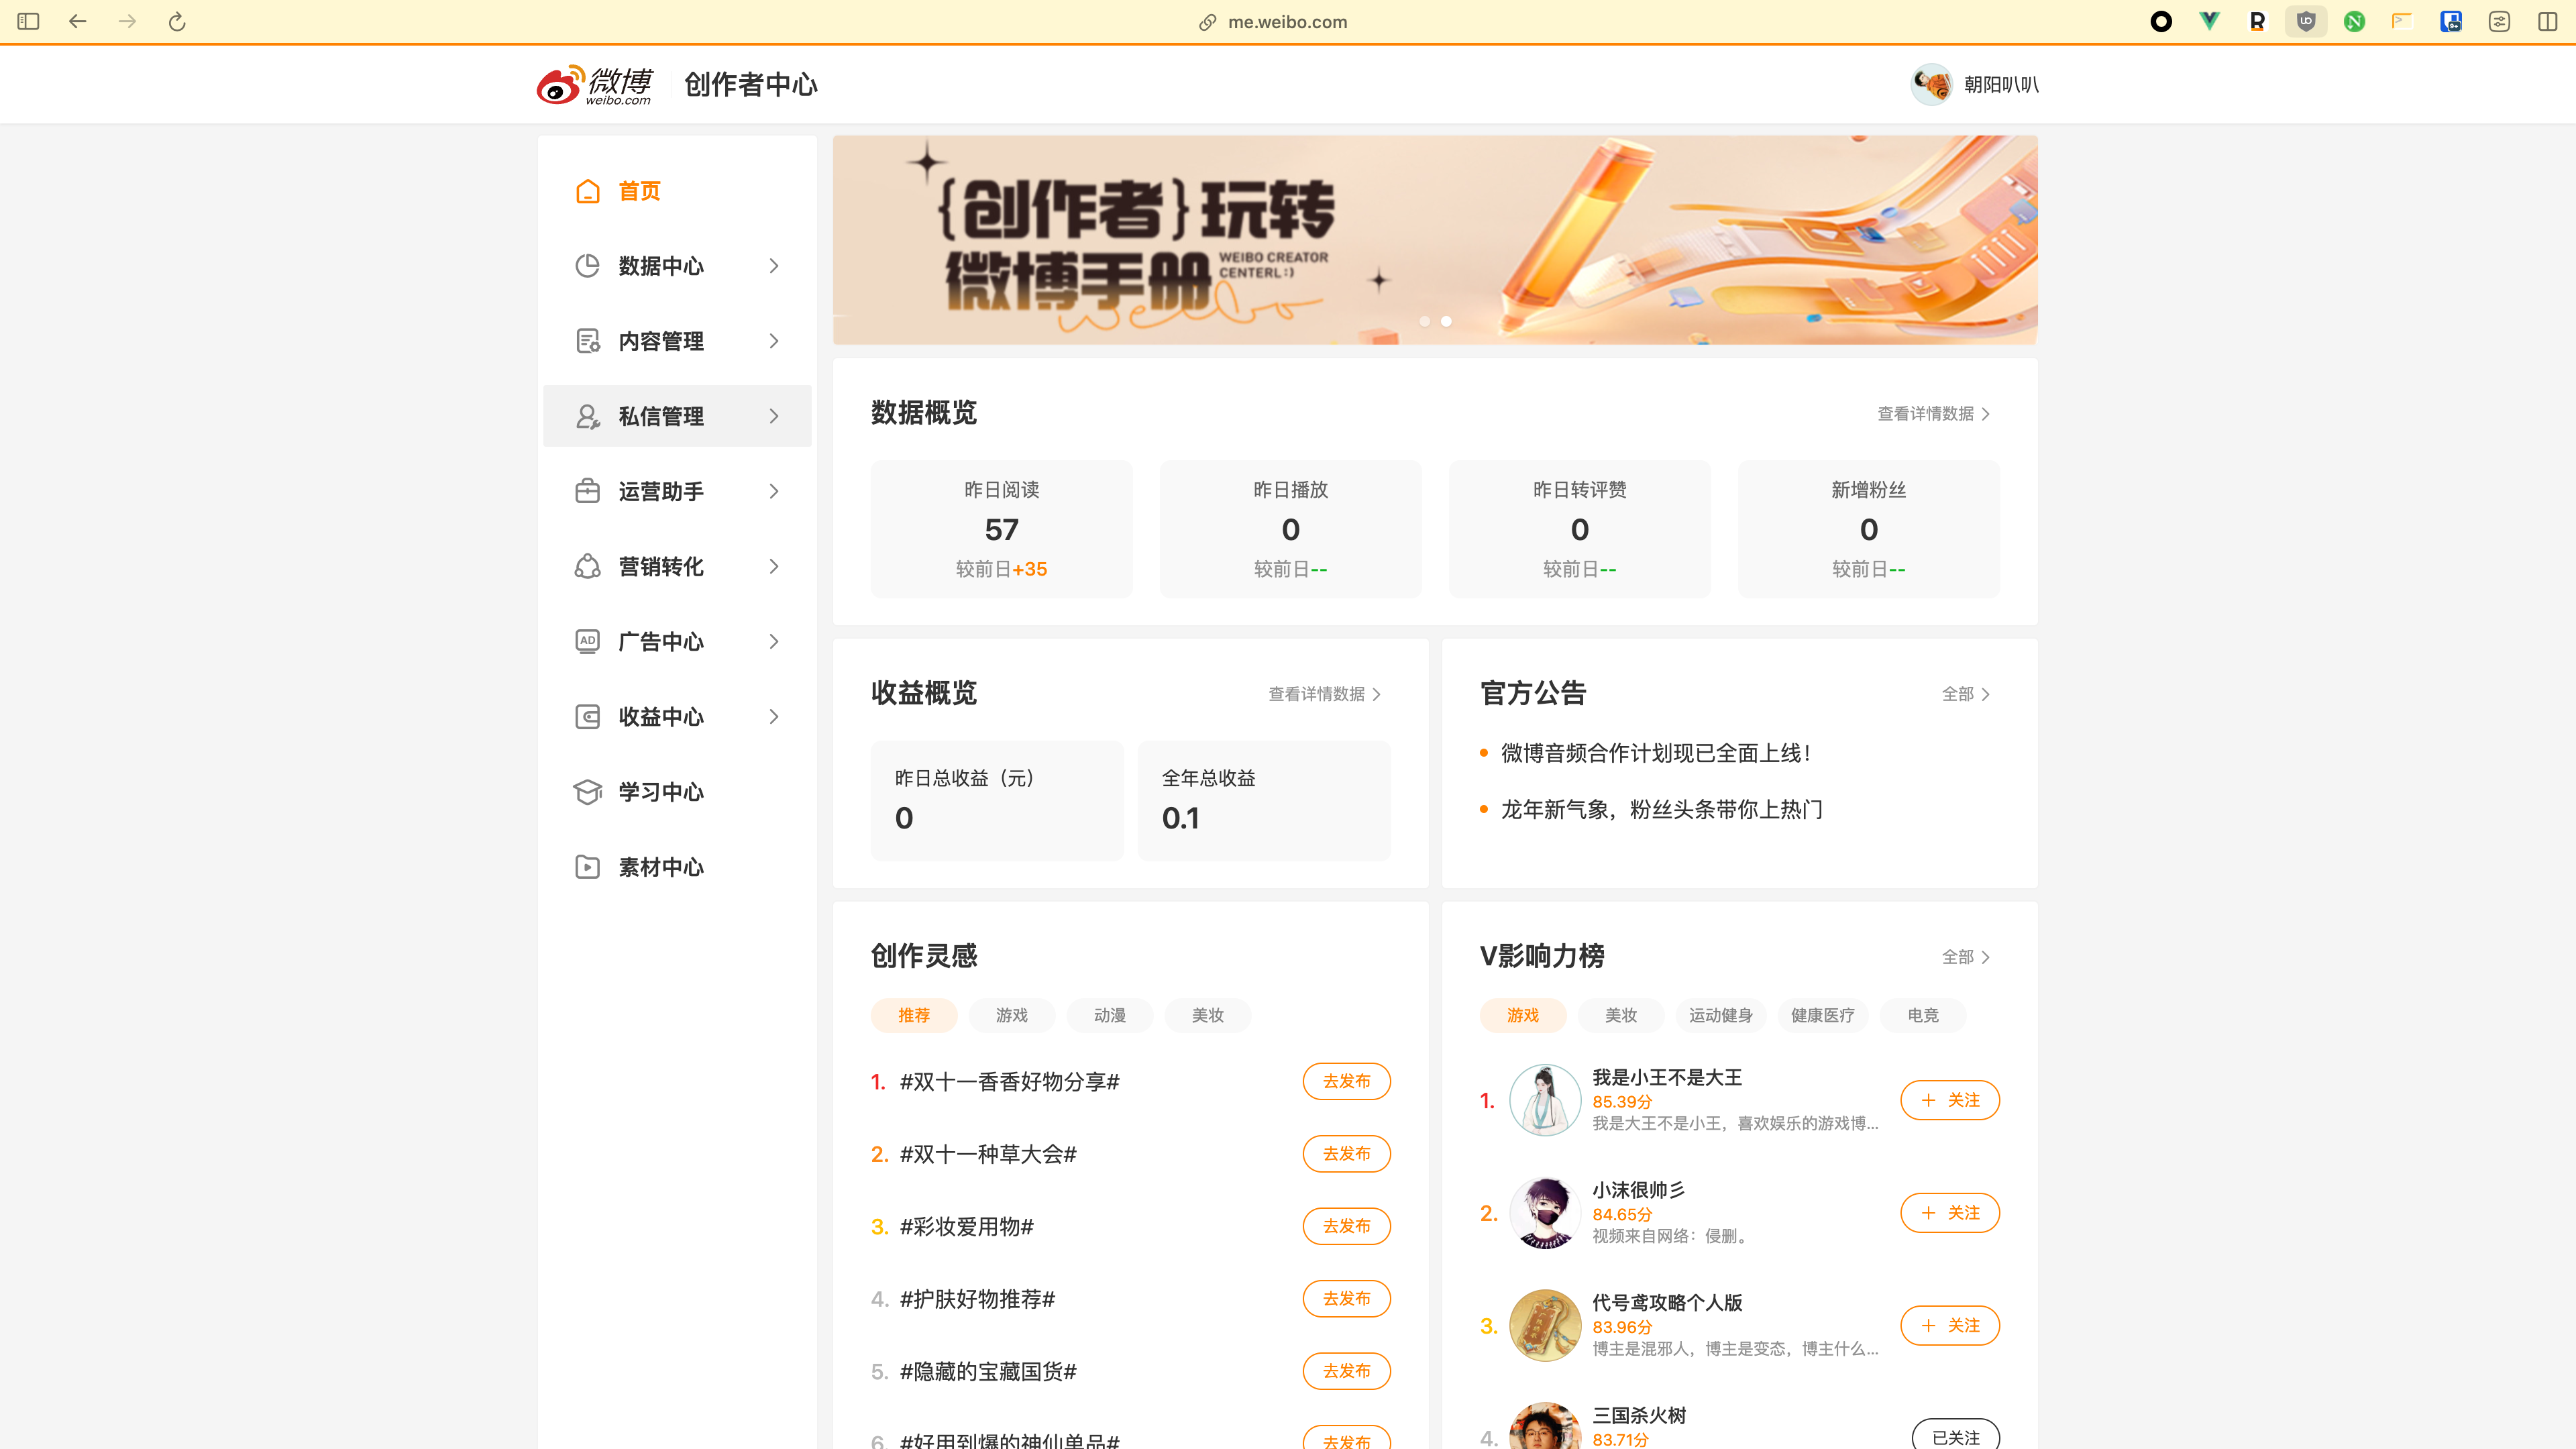 me.weibo.com
微博
weibo.com
创作者中心
朝阳叭叭
首页
数据中心
内容管理
私信管理
运营助手
营销转化
AD
广告中心
收益中心
学习中心
素材中心
{创作者}玩转
微博手册
WEIBO CREATOR
CENTERL:)
weibo
数据概览
查看详情数据
昨日阅读
57
较前日+35
昨日播放
0
较前日--
昨日转评赞
0
较前日--
新增粉丝
0
较前日--
收益概览
查看详情数据
昨日总收益（元）
0
全年总收益
0.1
官方公告
全部
微博音频合作计划现已全面上线！
龙年新气象，粉丝头条带你上热门
创作灵感
推荐
游戏
动漫
美妆
1. #双十一香香好物分享#
去发布
2. #双十一种草大会#
去发布
3. #彩妆爱用物#
去发布
4. #护肤好物推荐#
去发布
5. #隐藏的宝藏国货#
去发布
6. #好用到爆的神仙单品#
去发布
V影响力榜
全部
游戏
美妆
运动健身
健康医疗
电竞
1.
我是小王不是大王
85.39分
我是大王不是小王，喜欢娱乐的游戏博...
关注
2.
小沫很帅彡
84.65分
视频来自网络：侵删。
关注
3.
代号鸢攻略个人版
83.96分
博主是混邪人，博主是变态，博主什么...
关注
4.
三国杀火树
83.71分
已关注